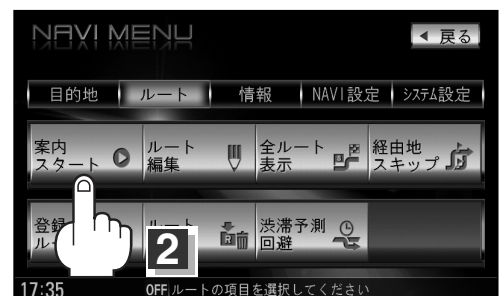 NAVI MENU
戻る
目的地 ルート 情報 NAVI設定 システム設定
案内 ルート 全ルート 経由地
スタート 編集 表示 スキップ
登録 ルート 渋滞予測
ルー 回避
2
17:35 OFF ルートの項目を選択してください